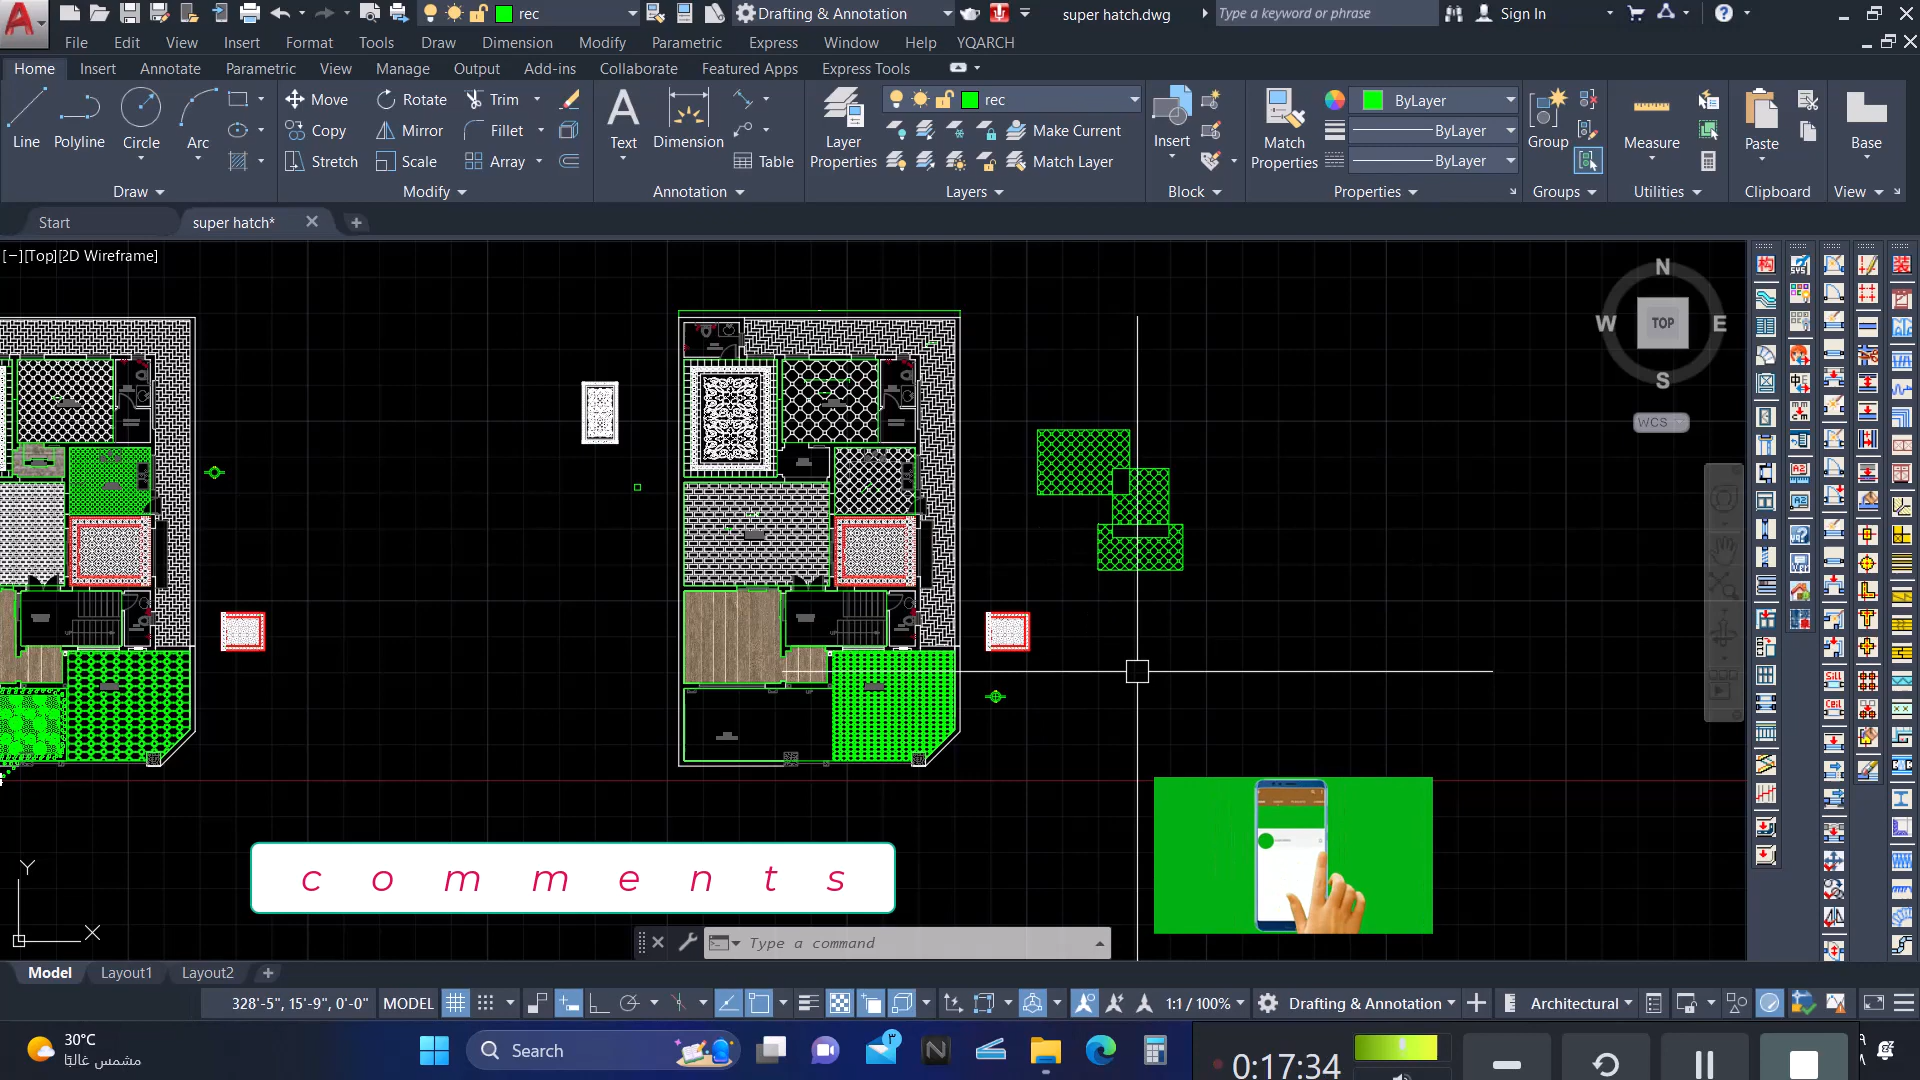 rec
Drafting & Annotation
super hatch.dwg
Type a keyword or phrase
Sign In
File Edit View Insert Format Tools Draw Dimension Modify Parametric Express Window Help YQARCH
Home Insert Annotate Parametric View Manage Output Add-ins Collaborate Featured Apps Express Tools
Line Polyline Circle Arc
Move Rotate Trim
Copy Mirror Fillet
Stretch Scale Array
Text Dimension Table
Layer Properties
rec
Make Current
Match Layer
Insert
Match Properties
ByLayer
ByLayer
ByLayer
Group
Measure
Paste
Base
Draw Modify Annotation Layers Block Properties Groups Utilities Clipboard View
Start super hatch*
[−][Top][2D Wireframe]
N
W TOP E
S
WCS
Sill
Ceil
comments
Y
X
Type a command
Model Layout1 Layout2
328'-5", 15'-9", 0'-0" MODEL 1:1 / 100% Drafting & Annotation Architectural
30°C
مشمس غالبًا
Search
0:17:34